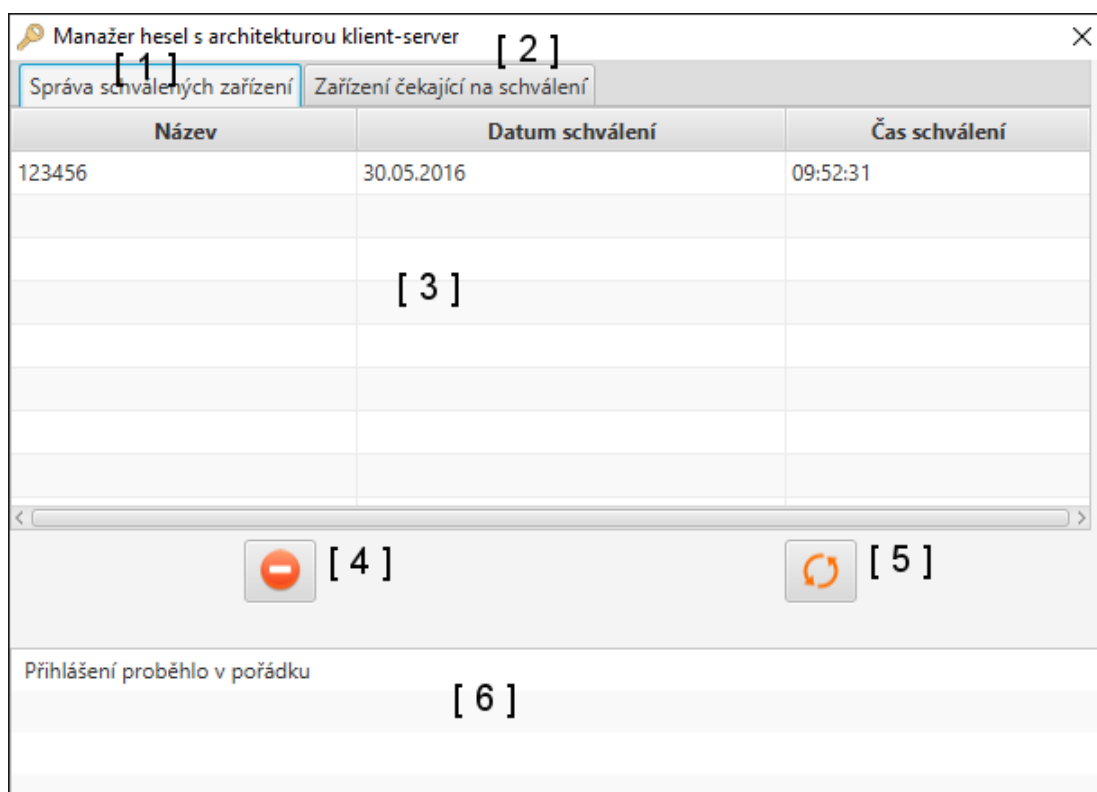 Manažer hesel s architekturou klient-server
[ 1 ] [ 2 ]
Správa schválených zařízení Zařízení čekající na schválení
Název Datum schválení Čas schválení
123456 30.05.2016 09:52:31
[ 3 ]
[ 4 ] [ 5 ]
Přihlášení proběhlo v pořádku
[ 6 ]